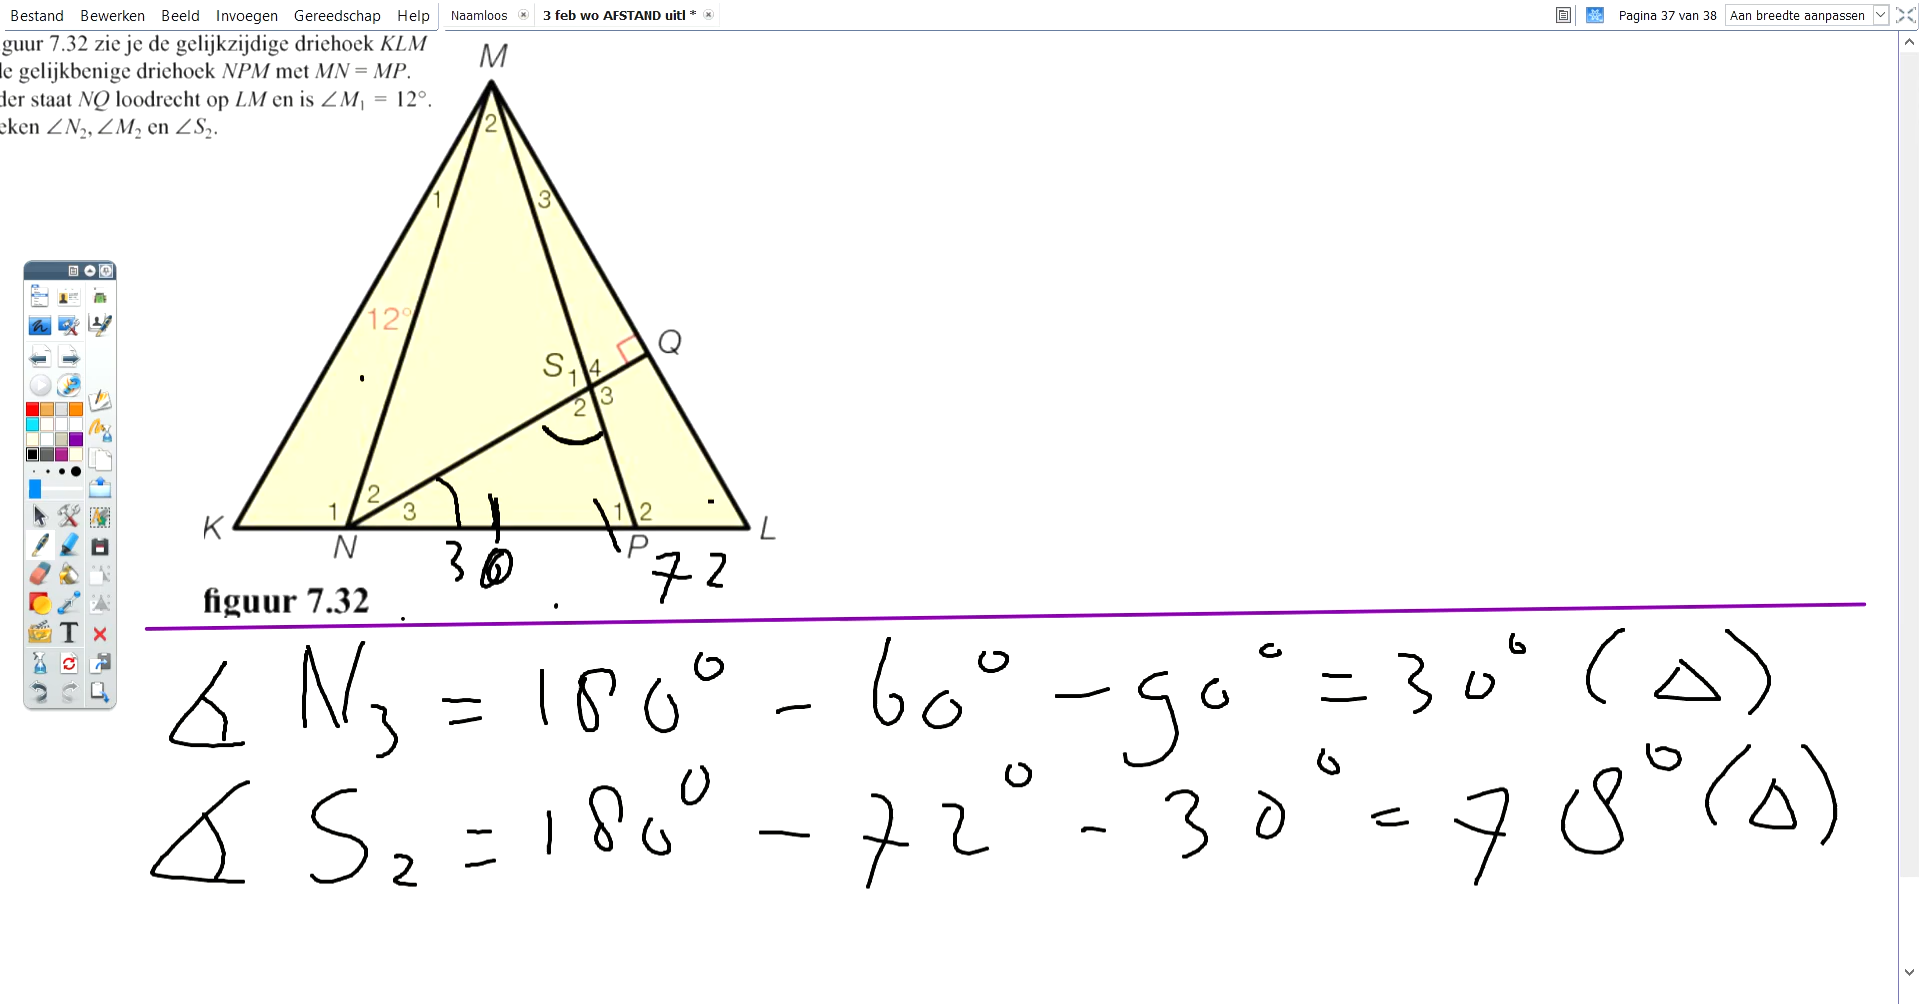 Bestand Bewerken Beeld Invoegen Gereedschap Help Naamloos 3 feb wo AFSTAND uitl * Pagina 37 van 38 Aan breedte aanpassen
guur 7.32 zie je de gelijkzijdige driehoek KLM
le gelijkbenige driehoek NPM met MN = MP.
der staat NQ loodrecht op LM en is ∠M₁ = 12°.
eken ∠N₂, ∠M₂ en ∠S₂.
M
2
1 3
12°
Q
S 1 4
2 3
2
1 3 1 2
K N P L
30 72
figuur 7.32
∡ N₃ = 180° - 60° - 90° = 30° (△)
∡ S₂ = 180° - 72° - 30° = 78° (△)
T